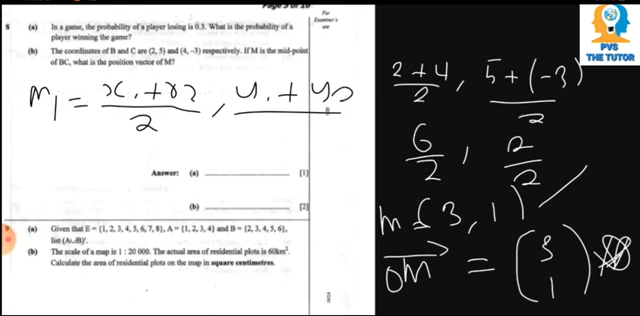 Page 5 of 10
For
Examiner's
use
8 (a) In a game, the probability of a player losing is 0.3. What is the probability of a
player winning the game?
(b) The coordinates of B and C are (2, 5) and (4, –3) respectively. If M is the mid-point
of BC, what is the position vector of M?
Answer: (a) [1]
(b) [2]
9 (a) Given that E = {1, 2, 3, 4, 5, 6, 7, 8}, A = {1, 2, 3, 4} and B = {2, 3, 4, 5, 6},
list (A∪B)′.
(b) The scale of a map is 1 : 20 000. The actual area of residential plots is 60km².
Calculate the area of residential plots on the map in square centimetres.
m₁ = x₁ + x₂ / 2 , y₁ + y₂
2 + 4 / 2 , 5 + (-3) / 2
6 / 2 , 2 / 2
m (3, 1)
OM = (3
1)
PVS
THE TUTOR